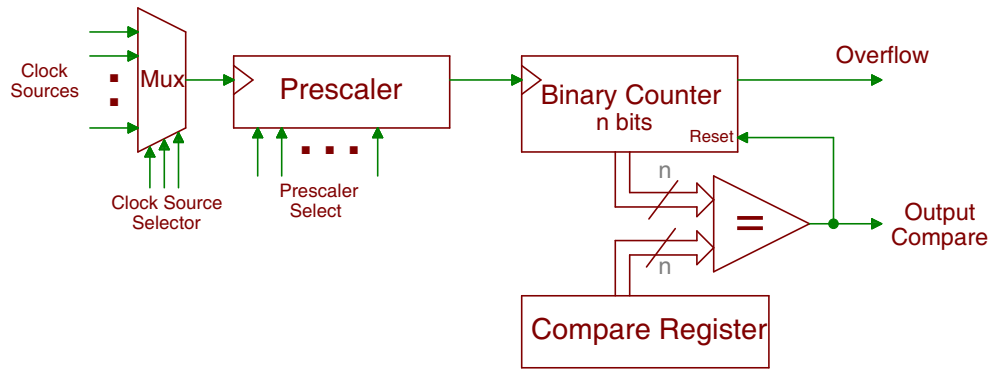 Clock
Sources
Mux
Clock Source
Selector
Prescaler
Prescaler
Select
Binary Counter
n bits
Reset
Overflow
n
=
n
Output
Compare
Compare Register